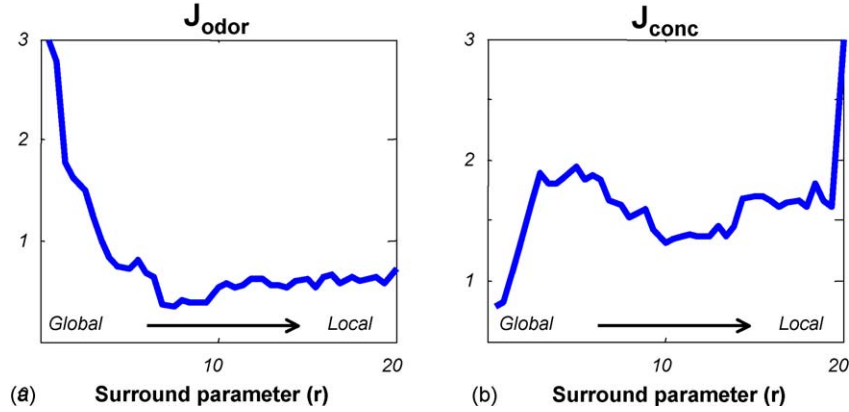 J_odor
3
2
1
Global
Local
10
20
(a)
Surround parameter (r)
J_conc
3
2
1
Global
Local
10
20
(b)
Surround parameter (r)